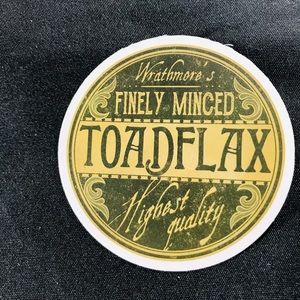 Wrathmore's
FINELY MINCED
TOADFLAX
Highest
quality